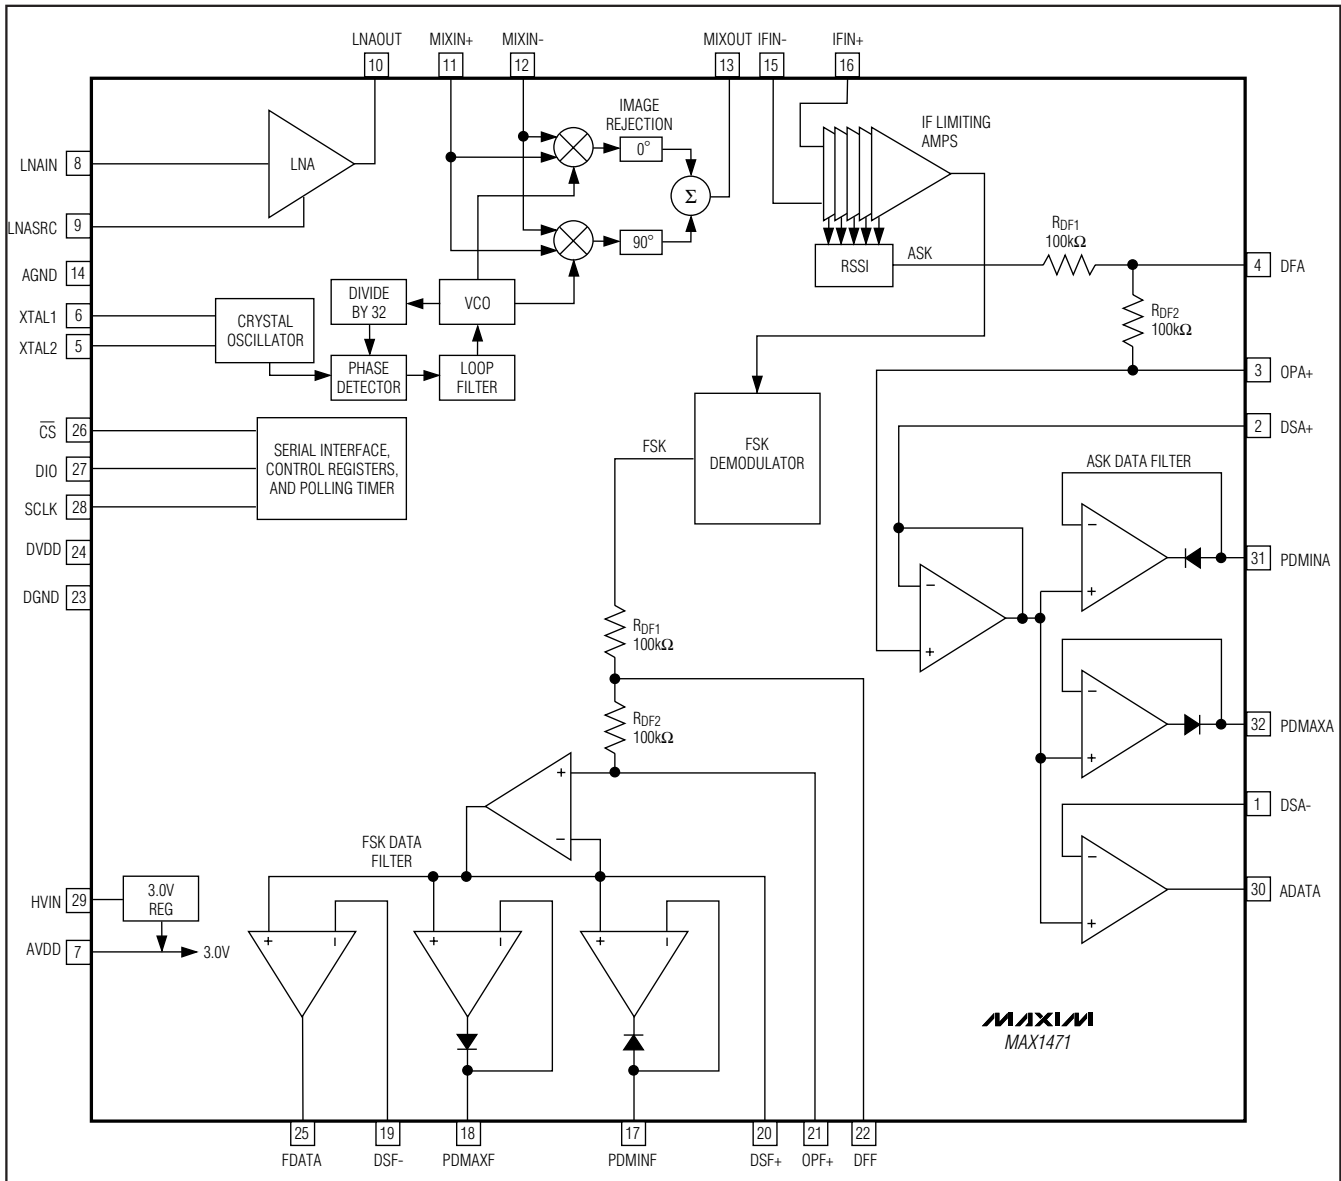 LNAOUT MIXIN+ MIXIN- MIXOUT IFIN- IFIN+
10 11 12 13 15 16
IMAGE
REJECTION
0°
90°
Σ
IF LIMITING
AMPS
LNA
LNAIN 8
LNASRC 9
AGND 14
XTAL1 6
XTAL2 5
CRYSTAL
OSCILLATOR
DIVIDE
BY 32
VCO
PHASE
DETECTOR
LOOP
FILTER
RSSI
ASK
RDF1
100kΩ
4 DFA
RDF2
100kΩ
3 OPA+
2 DSA+
CS 26
DIO 27
SCLK 28
SERIAL INTERFACE,
CONTROL REGISTERS,
AND POLLING TIMER
FSK
FSK
DEMODULATOR
ASK DATA FILTER
DVDD 24
DGND 23
−
+
−
+
31 PDMINA
RDF1
100kΩ
RDF2
100kΩ
−
+
32 PDMAXA
+
−
1 DSA-
−
+
30 ADATA
FSK DATA
FILTER
HVIN 29
3.0V
REG
AVDD 7
3.0V
+ −
+ −
+ −
MAXIM
MAX1471
25 19 18 17 20 21 22
FDATA DSF- PDMAXF PDMINF DSF+ OPF+ DFF